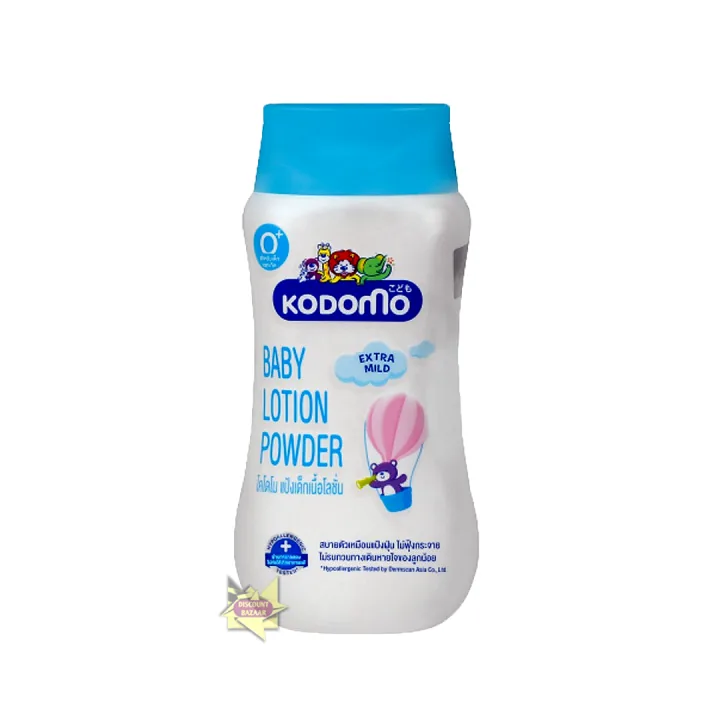 0+
こども
KODOMO
EXTRA
MILD
BABY
LOTION
POWDER
โคโดโม แป้งเด็กเนื้อโลชั่น
HYPOALLERGENIC
TESTED
สบายตัวเหมือนแป้งฝุ่น ไม่ฟุ้งกระจาย
ไม่รบกวนทางเดินหายใจของลูกน้อย
*Hypoallergenic Tested by Dermscan Asia Co., Ltd.
DISCOUNT
BAZAAR